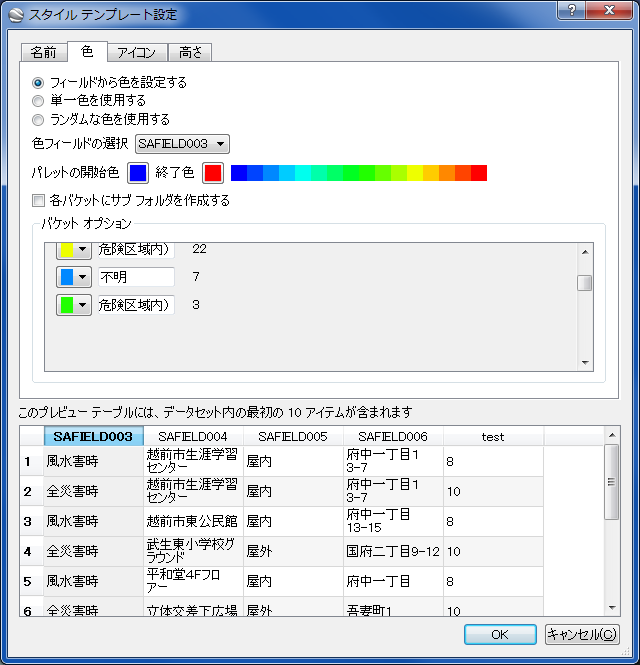 スタイル テンプレート設定
名前 色 アイコン 高さ
フィールドから色を設定する
単一色を使用する
ランダムな色を使用する
色フィールドの選択 SAFIELD003
パレットの開始色 終了色
各バケットにサブ フォルダを作成する
バケット オプション
危険区域内） 22
不明 7
危険区域内） 3
このプレビュー テーブルには、データセット内の最初の 10 アイテムが含まれます
SAFIELD003 SAFIELD004 SAFIELD005 SAFIELD006 test
1 風水害時 越前市生涯学習センター 屋内 府中一丁目13-7 8
2 全災害時 越前市生涯学習センター 屋内 府中一丁目13-7 10
3 風水害時 越前市東公民館 屋内 府中一丁目13-15 8
4 全災害時 武生東小学校グラウンド 屋外 国府二丁目9-12 10
5 風水害時 平和堂4Fフロアー 屋内 府中一丁目 8
6 全災害時 立体交差下広場 屋外 吾妻町1 10
OK キャンセル(C)